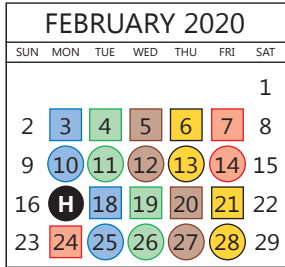 FEBRUARY 2020
SUN MON TUE WED THU FRI SAT
1
2 3 4 5 6 7 8
9 10 11 12 13 14 15
16 H 18 19 20 21 22
23 24 25 26 27 28 29